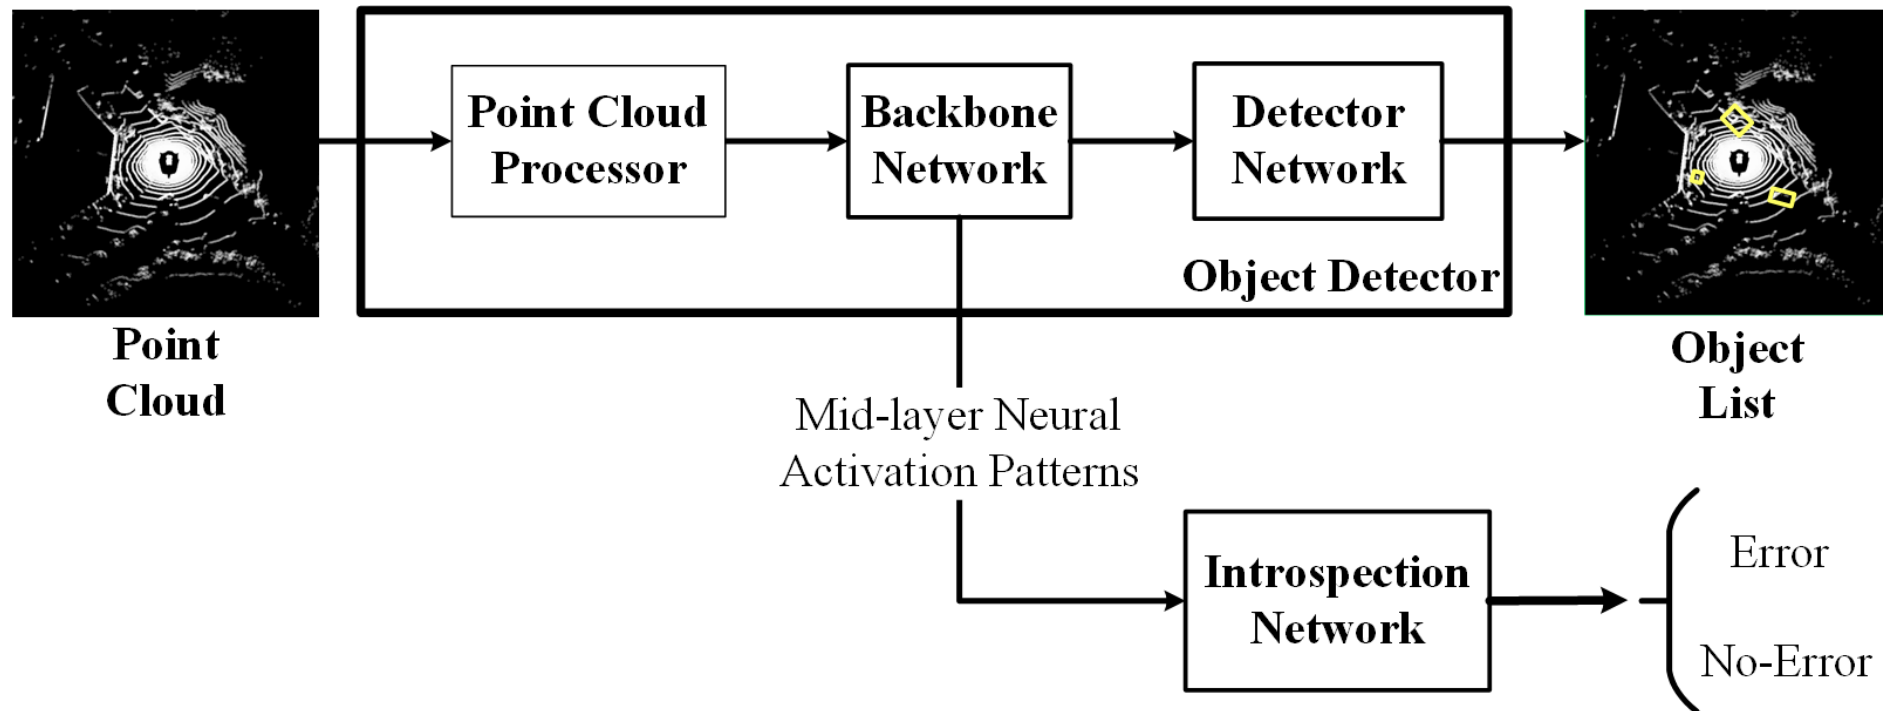 Point Cloud
Processor
Backbone
Network
Detector
Network
Object Detector
Point
Cloud
Object
List
Mid-layer Neural
Activation Patterns
Introspection
Network
Error
No-Error